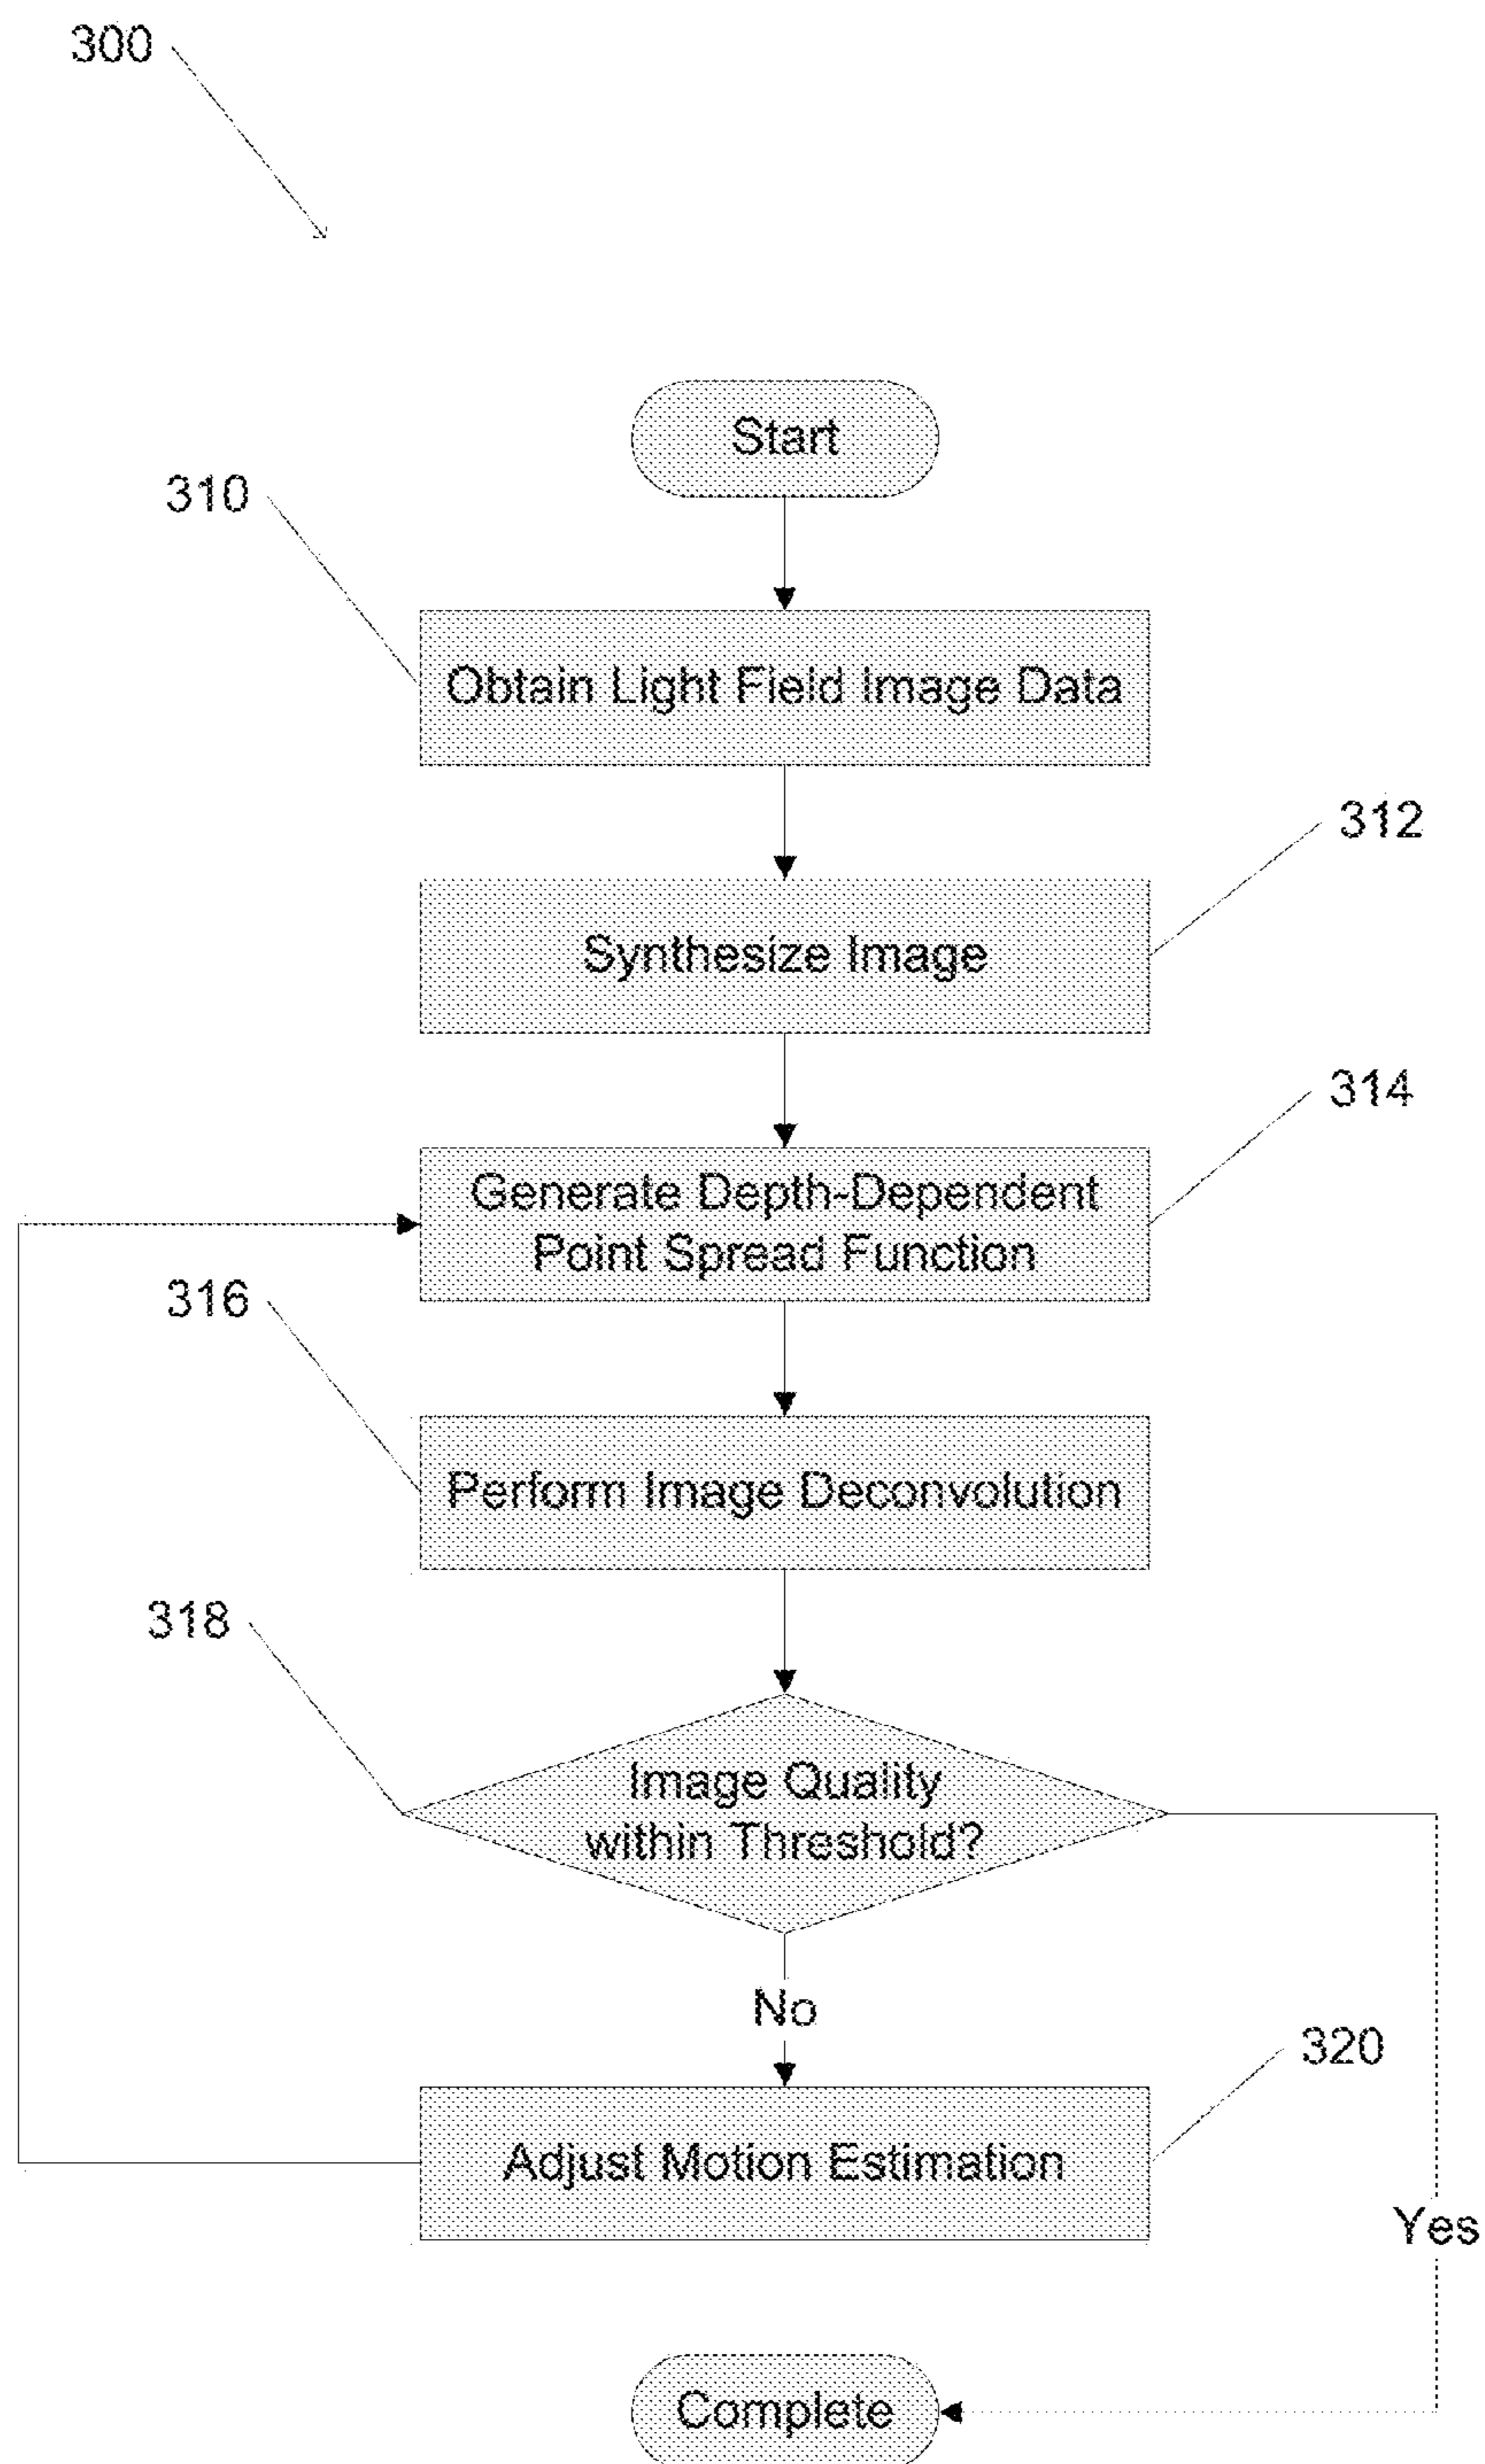 300
Start
310
Obtain Light Field Image Data
312
Synthesize Image
314
Generate Depth-Dependent
Point Spread Function
316
Perform Image Deconvolution
318
Image Quality
within Threshold?
No
320
Adjust Motion Estimation
Yes
Complete